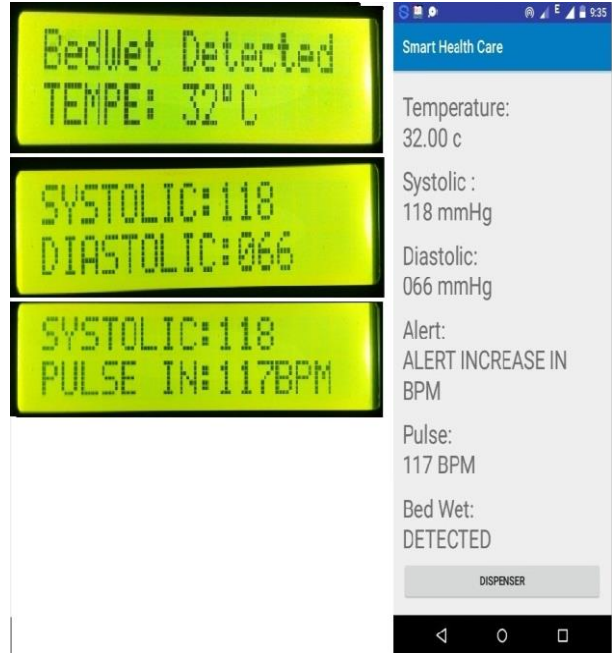 BedWet Detected
TEMPE: 32°C
SYSTOLIC:118
DIASTOLIC:066
SYSTOLIC:118
PULSE IN:117BPM
E
9:35
Smart Health Care
Temperature:
32.00 c
Systolic :
118 mmHg
Diastolic:
066 mmHg
Alert:
ALERT INCREASE IN
BPM
Pulse:
117 BPM
Bed Wet:
DETECTED
DISPENSER